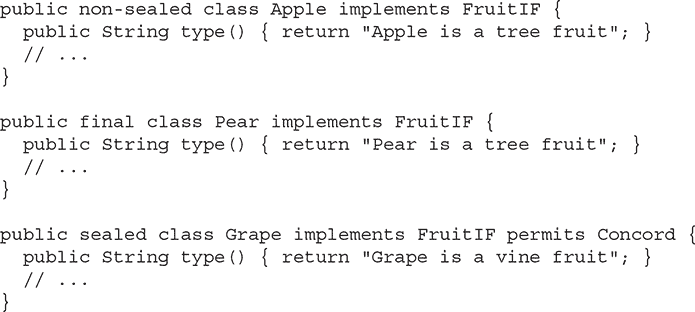 public non-sealed class Apple implements FruitIF {
  public String type() { return "Apple is a tree fruit"; }
  // ...
}

public final class Pear implements FruitIF {
  public String type() { return "Pear is a tree fruit"; }
  // ...
}

public sealed class Grape implements FruitIF permits Concord {
  public String type() { return "Grape is a vine fruit"; }
  // ...
}